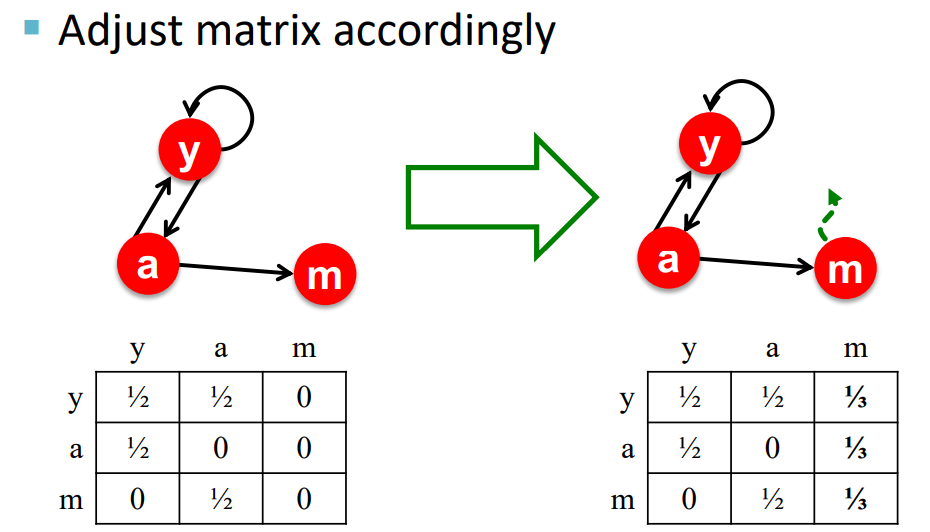 Adjust matrix accordingly
y
a
m
y
a
m
y a m
y ½ ½ 0
a ½ 0 0
m 0 ½ 0
y a m
y ½ ½ ⅓
a ½ 0 ⅓
m 0 ½ ⅓